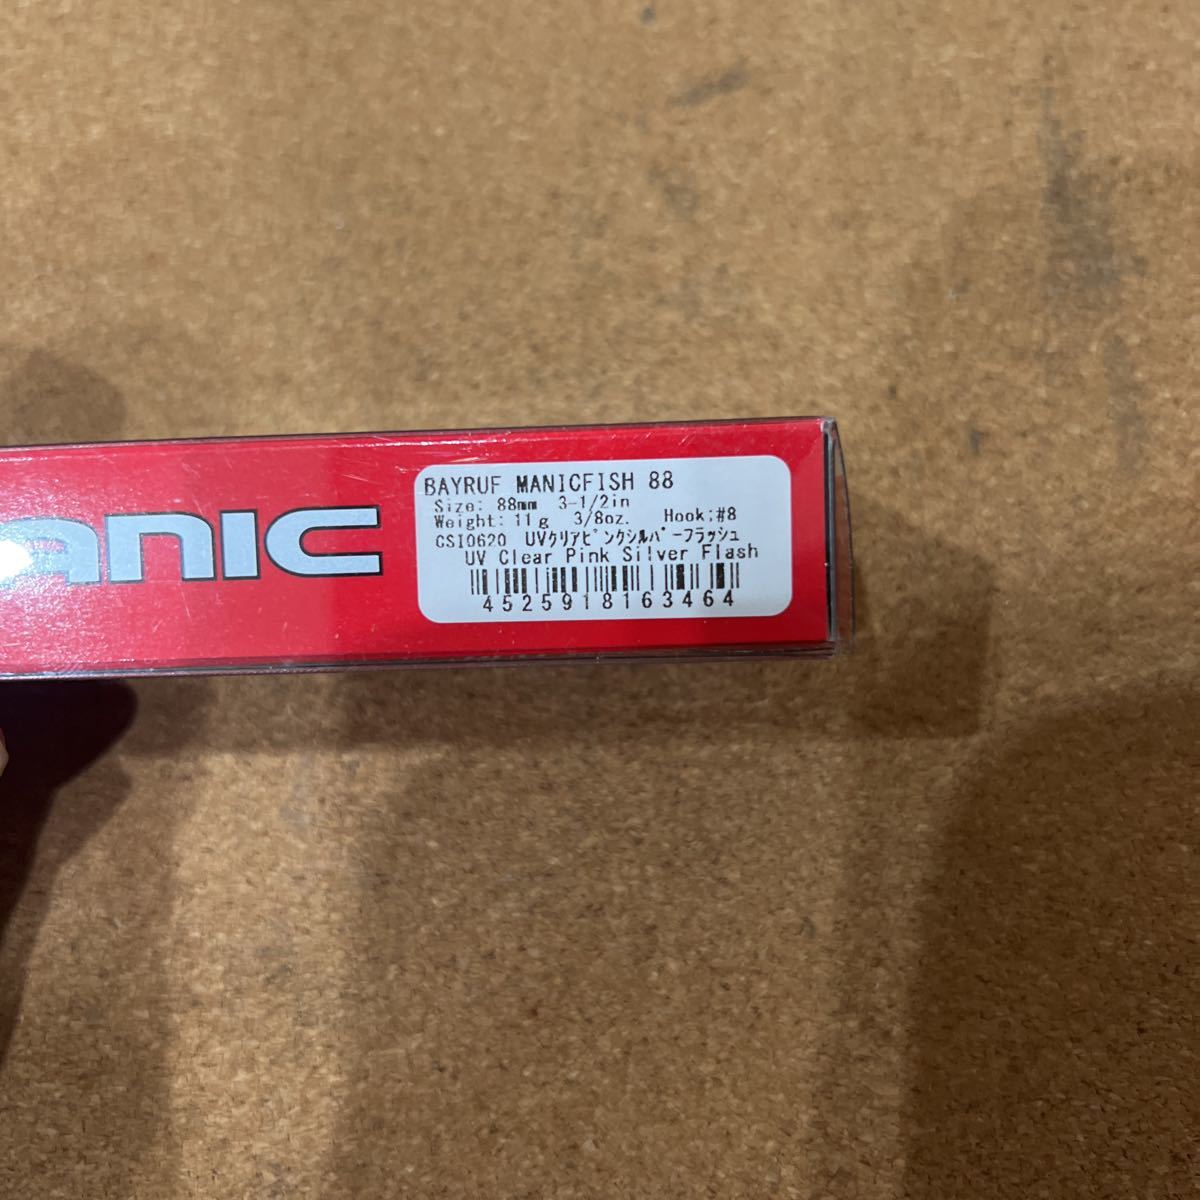 ANIC
BAYRUF MANICFISH 88
Size: 88mm 3-1/2in
Weight: 11g 3/8oz. Hook:#8
CSI0620 UVｸﾘｱﾋﾟﾝｸｼﾙﾊﾞｰﾌﾗｯｼｭ
UV Clear Pink Silver Flash
4525918163464